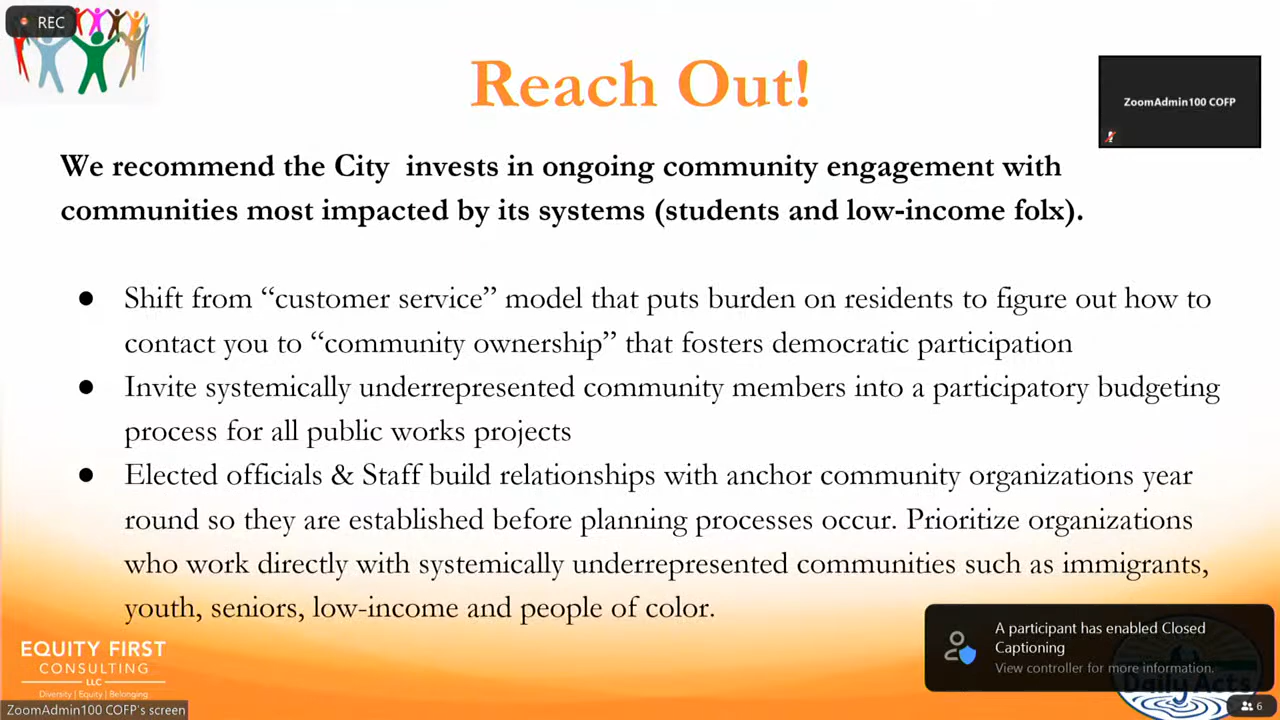 REC
Reach Out!
ZoomAdmin100 COFP
We recommend the City invests in ongoing community engagement with
communities most impacted by its systems (students and low-income folx).
● Shift from “customer service” model that puts burden on residents to figure out how to
contact you to “community ownership” that fosters democratic participation
● Invite systemically underrepresented community members into a participatory budgeting
process for all public works projects
● Elected officials & Staff build relationships with anchor community organizations year
round so they are established before planning processes occur. Prioritize organizations
who work directly with systemically underrepresented communities such as immigrants,
youth, seniors, low-income and people of color.
A participant has enabled Closed
Captioning
View controller for more information.
EQUITY FIRST
CONSULTING
LLC
Diversity | Equity | Belonging
Daily Acts
ZoomAdmin100 COFP's screen
6